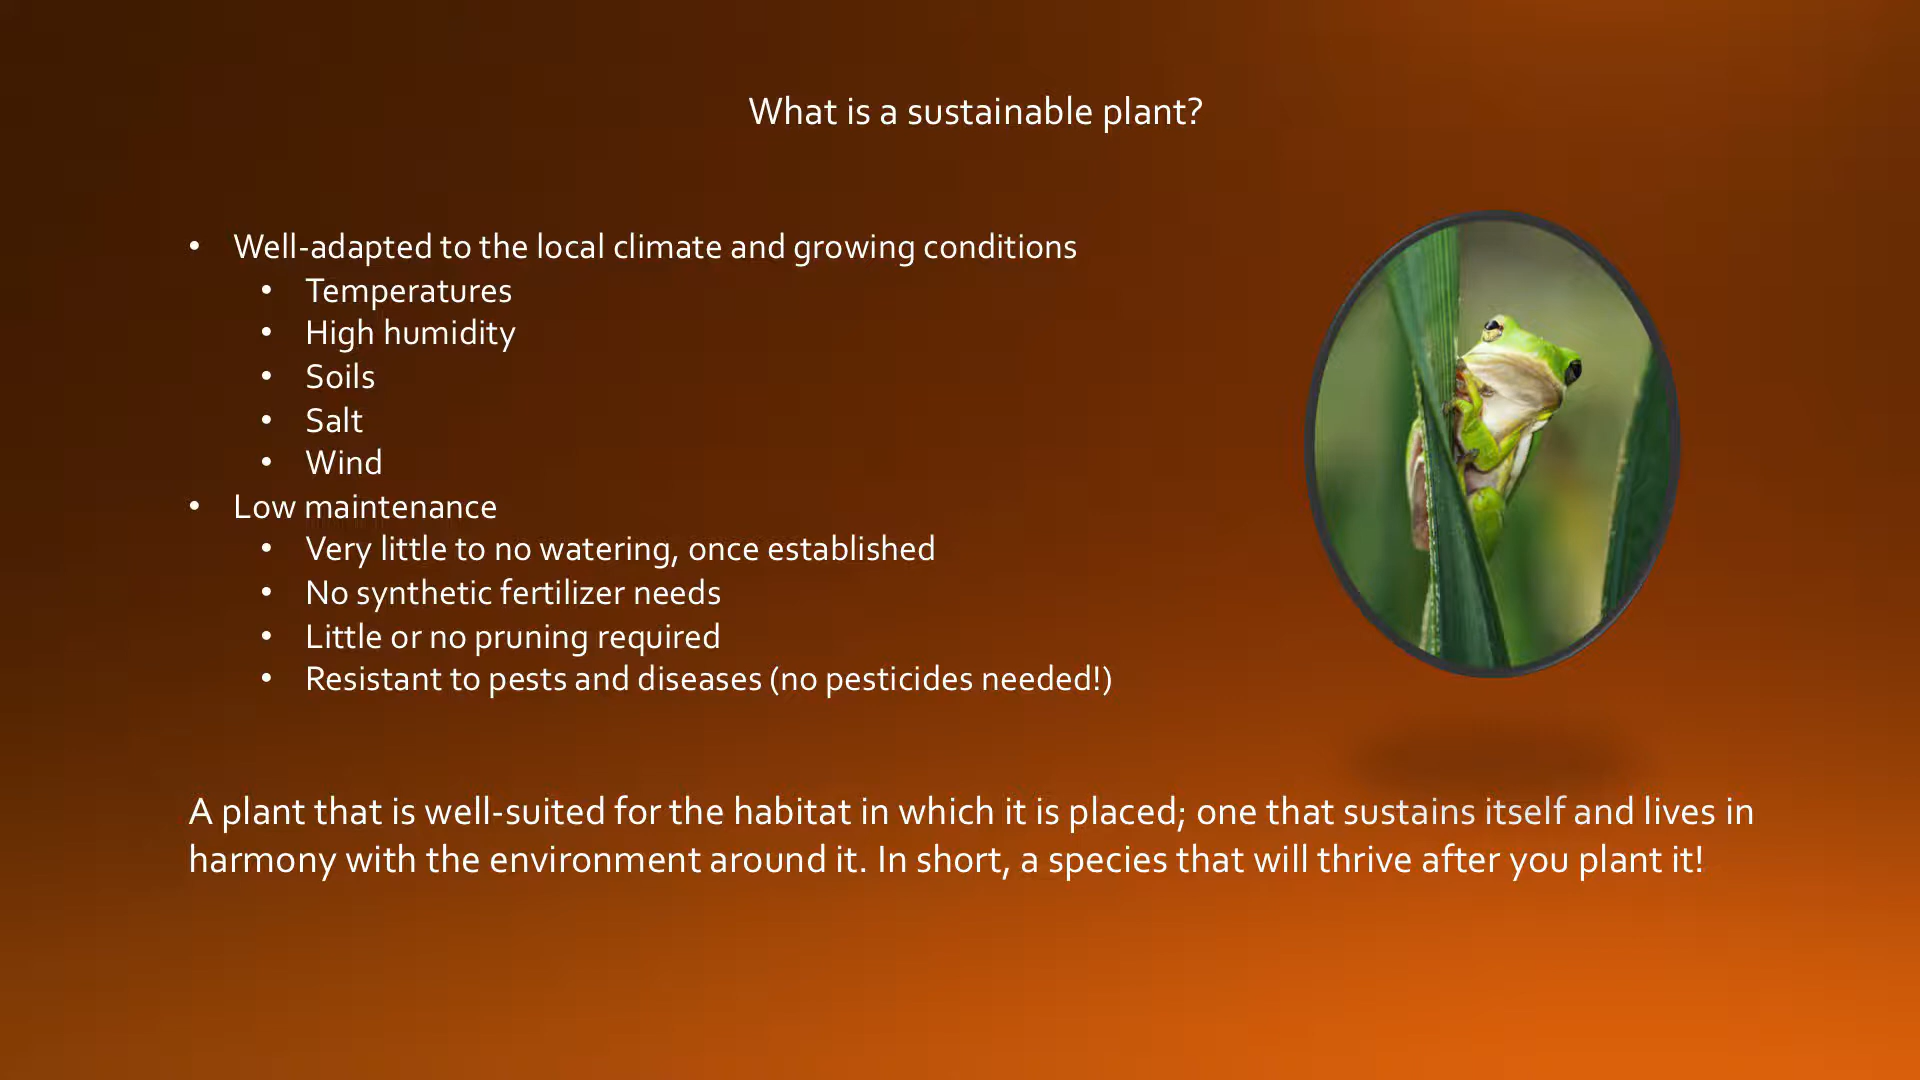 What is a sustainable plant?
• Well-adapted to the local climate and growing conditions
• Temperatures
• High humidity
• Soils
• Salt
• Wind
• Low maintenance
• Very little to no watering, once established
• No synthetic fertilizer needs
• Little or no pruning required
• Resistant to pests and diseases (no pesticides needed!)
A plant that is well-suited for the habitat in which it is placed; one that sustains itself and lives in
harmony with the environment around it. In short, a species that will thrive after you plant it!